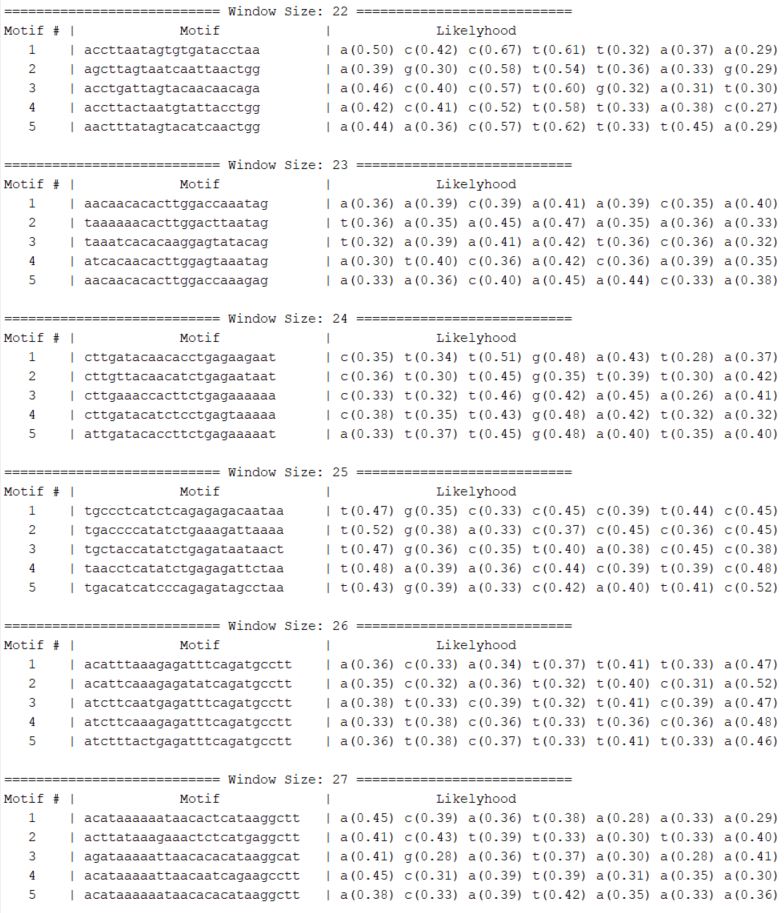 =========================== Window Size: 22 ===========================
Motif # | Motif | Likelyhood
1 | accttaatagtgtgatacctaa | a(0.50) c(0.42) c(0.67) t(0.61) t(0.32) a(0.37) a(0.29)
2 | agcttagtaatcaattaactgg | a(0.39) g(0.30) c(0.58) t(0.54) t(0.36) a(0.33) g(0.29)
3 | acctgattagtacaacaacaga | a(0.46) c(0.40) c(0.57) t(0.60) g(0.32) a(0.31) t(0.30)
4 | accttactaatgtattacctgg | a(0.42) c(0.41) c(0.52) t(0.58) t(0.33) a(0.38) c(0.27)
5 | aactttatagtacatcaactgg | a(0.44) a(0.36) c(0.57) t(0.62) t(0.33) t(0.45) a(0.29)
=========================== Window Size: 23 ===========================
Motif # | Motif | Likelyhood
1 | aacaacacacttggaccaaatag | a(0.36) a(0.39) c(0.39) a(0.41) a(0.39) c(0.35) a(0.40)
2 | taaaaaacacttggacttaatag | t(0.36) a(0.35) a(0.45) a(0.47) a(0.35) a(0.36) a(0.33)
3 | taaatcacacaaggagtatacag | t(0.32) a(0.39) a(0.41) a(0.42) t(0.36) c(0.36) a(0.32)
4 | atcacaacacttggagtaaatag | a(0.30) t(0.40) c(0.36) a(0.42) c(0.36) a(0.39) a(0.35)
5 | aacaacacacttggaccaaagag | a(0.33) a(0.36) c(0.40) a(0.45) a(0.44) c(0.33) a(0.38)
=========================== Window Size: 24 ===========================
Motif # | Motif | Likelyhood
1 | cttgatacaacacctgagaagaat | c(0.35) t(0.34) t(0.51) g(0.48) a(0.43) t(0.28) a(0.37)
2 | cttgttacaacatctgagaataat | c(0.36) t(0.30) t(0.45) g(0.35) t(0.39) t(0.30) a(0.42)
3 | cttgaaaccacttctgagaaaaaa | c(0.33) t(0.32) t(0.46) g(0.42) a(0.45) a(0.26) a(0.41)
4 | cttgatacatctcctgagtaaaaa | c(0.38) t(0.35) t(0.43) g(0.48) a(0.42) t(0.32) a(0.32)
5 | attgatacaccttctgagaaaaat | a(0.33) t(0.37) t(0.45) g(0.48) a(0.40) t(0.35) a(0.40)
=========================== Window Size: 25 ===========================
Motif # | Motif | Likelyhood
1 | tgccctcatctcagagagacaataa | t(0.47) g(0.35) c(0.33) c(0.45) c(0.39) t(0.44) c(0.45)
2 | tgaccccatatctgaaagattaaaa | t(0.52) g(0.38) a(0.33) c(0.37) c(0.45) c(0.36) c(0.45)
3 | tgctaccatatctgagataataact | t(0.47) g(0.36) c(0.35) t(0.40) a(0.38) c(0.45) c(0.38)
4 | taacctcatatctgagagattctaa | t(0.48) a(0.39) a(0.36) c(0.44) c(0.39) t(0.39) c(0.48)
5 | tgacatcatcccagagatagcctaa | t(0.43) g(0.39) a(0.33) c(0.42) a(0.40) t(0.41) c(0.52)
=========================== Window Size: 26 ===========================
Motif # | Motif | Likelyhood
1 | acatttaaagagatttcagatgcctt | a(0.36) c(0.33) a(0.34) t(0.37) t(0.41) t(0.33) a(0.47)
2 | acattcaaagagatatcagatgcctt | a(0.35) c(0.32) a(0.36) t(0.32) t(0.40) c(0.31) a(0.52)
3 | atcttcaatgagatttcagatgcctt | a(0.38) t(0.33) c(0.39) t(0.32) t(0.41) c(0.39) a(0.47)
4 | atcttcaaagagatttcagatgcctt | a(0.33) t(0.38) c(0.36) t(0.33) t(0.36) c(0.36) a(0.48)
5 | atctttactgagatttcagatgcctt | a(0.36) t(0.38) c(0.37) t(0.33) t(0.41) t(0.33) a(0.46)
=========================== Window Size: 27 ===========================
Motif # | Motif | Likelyhood
1 | acataaaaaataacactcataaggctt | a(0.45) c(0.39) a(0.36) t(0.38) a(0.28) a(0.33) a(0.29)
2 | acttataaagaaactctcatgaggctt | a(0.41) c(0.43) t(0.39) t(0.33) a(0.30) t(0.33) a(0.40)
3 | agataaaaattaacacacataaggcat | a(0.41) g(0.28) a(0.36) t(0.37) a(0.30) a(0.28) a(0.41)
4 | acataaaaattaacaatcagaagcctt | a(0.45) c(0.31) a(0.39) t(0.39) a(0.31) a(0.35) a(0.30)
5 | acataaaaaataacacacataaggctt | a(0.38) c(0.33) a(0.39) t(0.42) a(0.35) a(0.33) a(0.36)